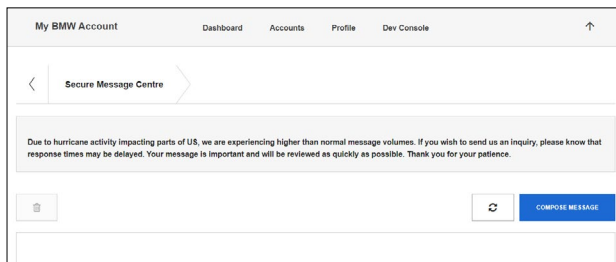 My BMW Account Dashboard Accounts Profile Dev Console
Secure Message Centre
Due to hurricane activity impacting parts of US, we are experiencing higher than normal message volumes. If you wish to send us an inquiry, please know that
response times may be delayed. Your message is important and will be reviewed as quickly as possible. Thank you for your patience.
COMPOSE MESSAGE